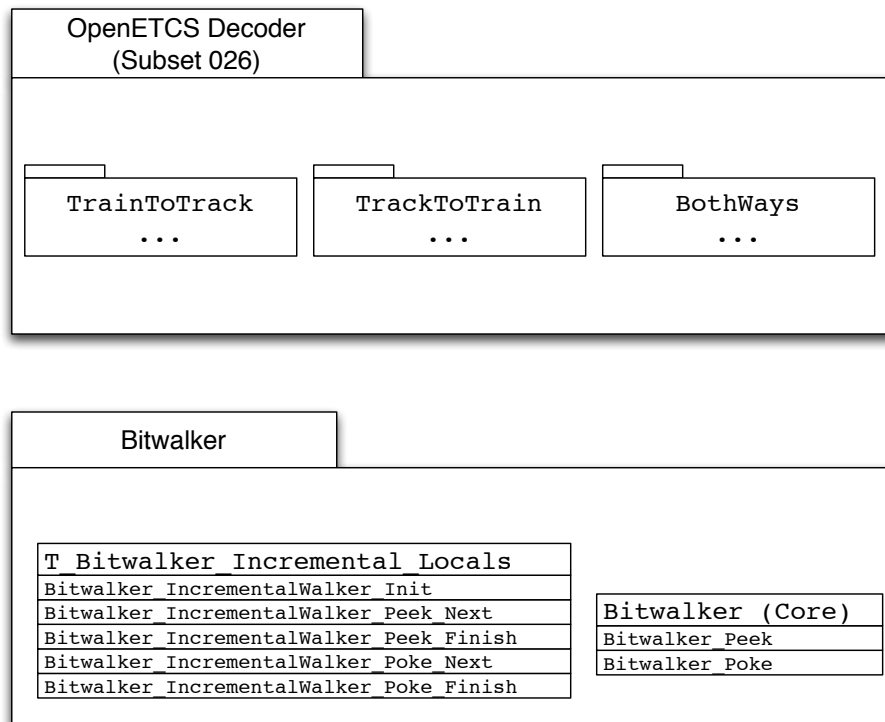 OpenETCS Decoder
(Subset 026)
TrainToTrack
...
TrackToTrain
...
BothWays
...
Bitwalker
T_Bitwalker_Incremental_Locals
Bitwalker_IncrementalWalker_Init
Bitwalker_IncrementalWalker_Peek_Next
Bitwalker_IncrementalWalker_Peek_Finish
Bitwalker_IncrementalWalker_Poke_Next
Bitwalker_IncrementalWalker_Poke_Finish
Bitwalker (Core)
Bitwalker_Peek
Bitwalker_Poke